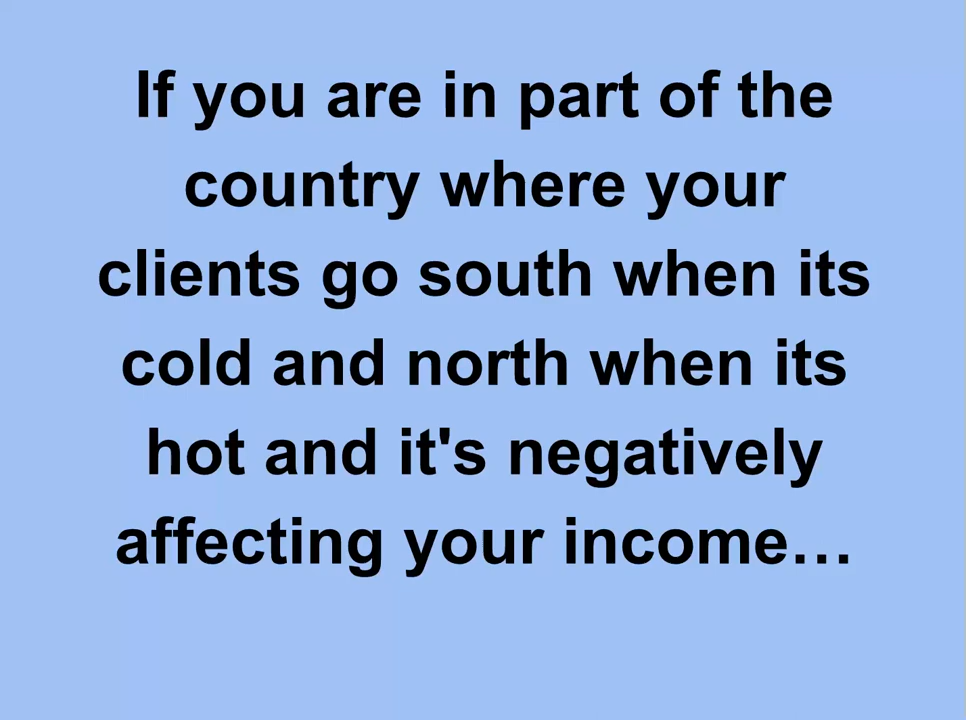 If you are in part of the
country where your
clients go south when its
cold and north when its
hot and it's negatively
affecting your income…